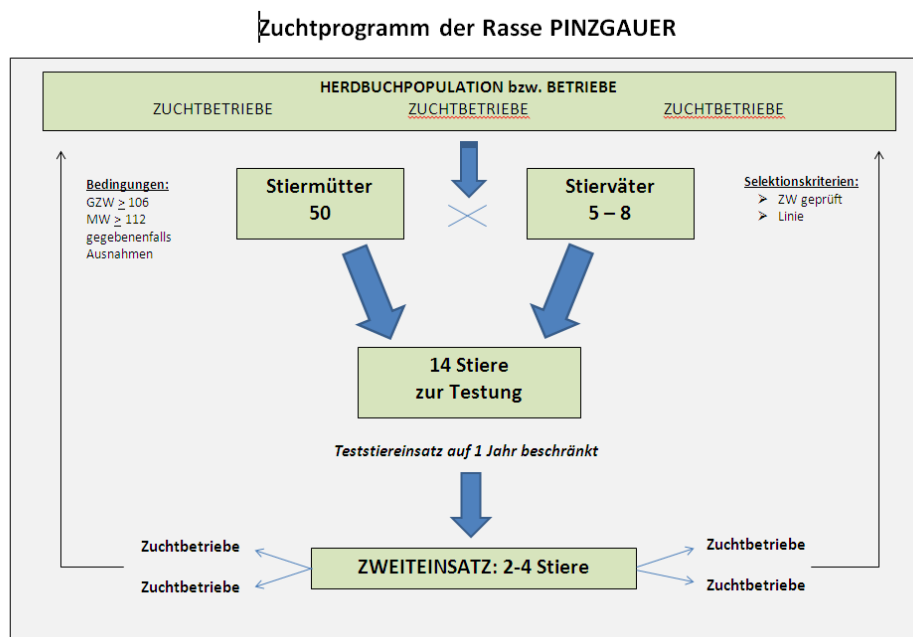 Zuchtprogramm der Rasse PINZGAUER
HERDBUCHPOPULATION bzw. BETRIEBE
ZUCHTBETRIEBE ZUCHTBETRIEBE ZUCHTBETRIEBE
Bedingungen:
GZW ≥ 106
MW ≥ 112
gegebenenfalls
Ausnahmen
Stiermütter
50
Stierväter
5 – 8
Selektionskriterien:
➢ ZW geprüft
➢ Linie
14 Stiere
zur Testung
Teststiereinsatz auf 1 Jahr beschränkt
Zuchtbetriebe
Zuchtbetriebe
ZWEITEINSATZ: 2-4 Stiere
Zuchtbetriebe
Zuchtbetriebe